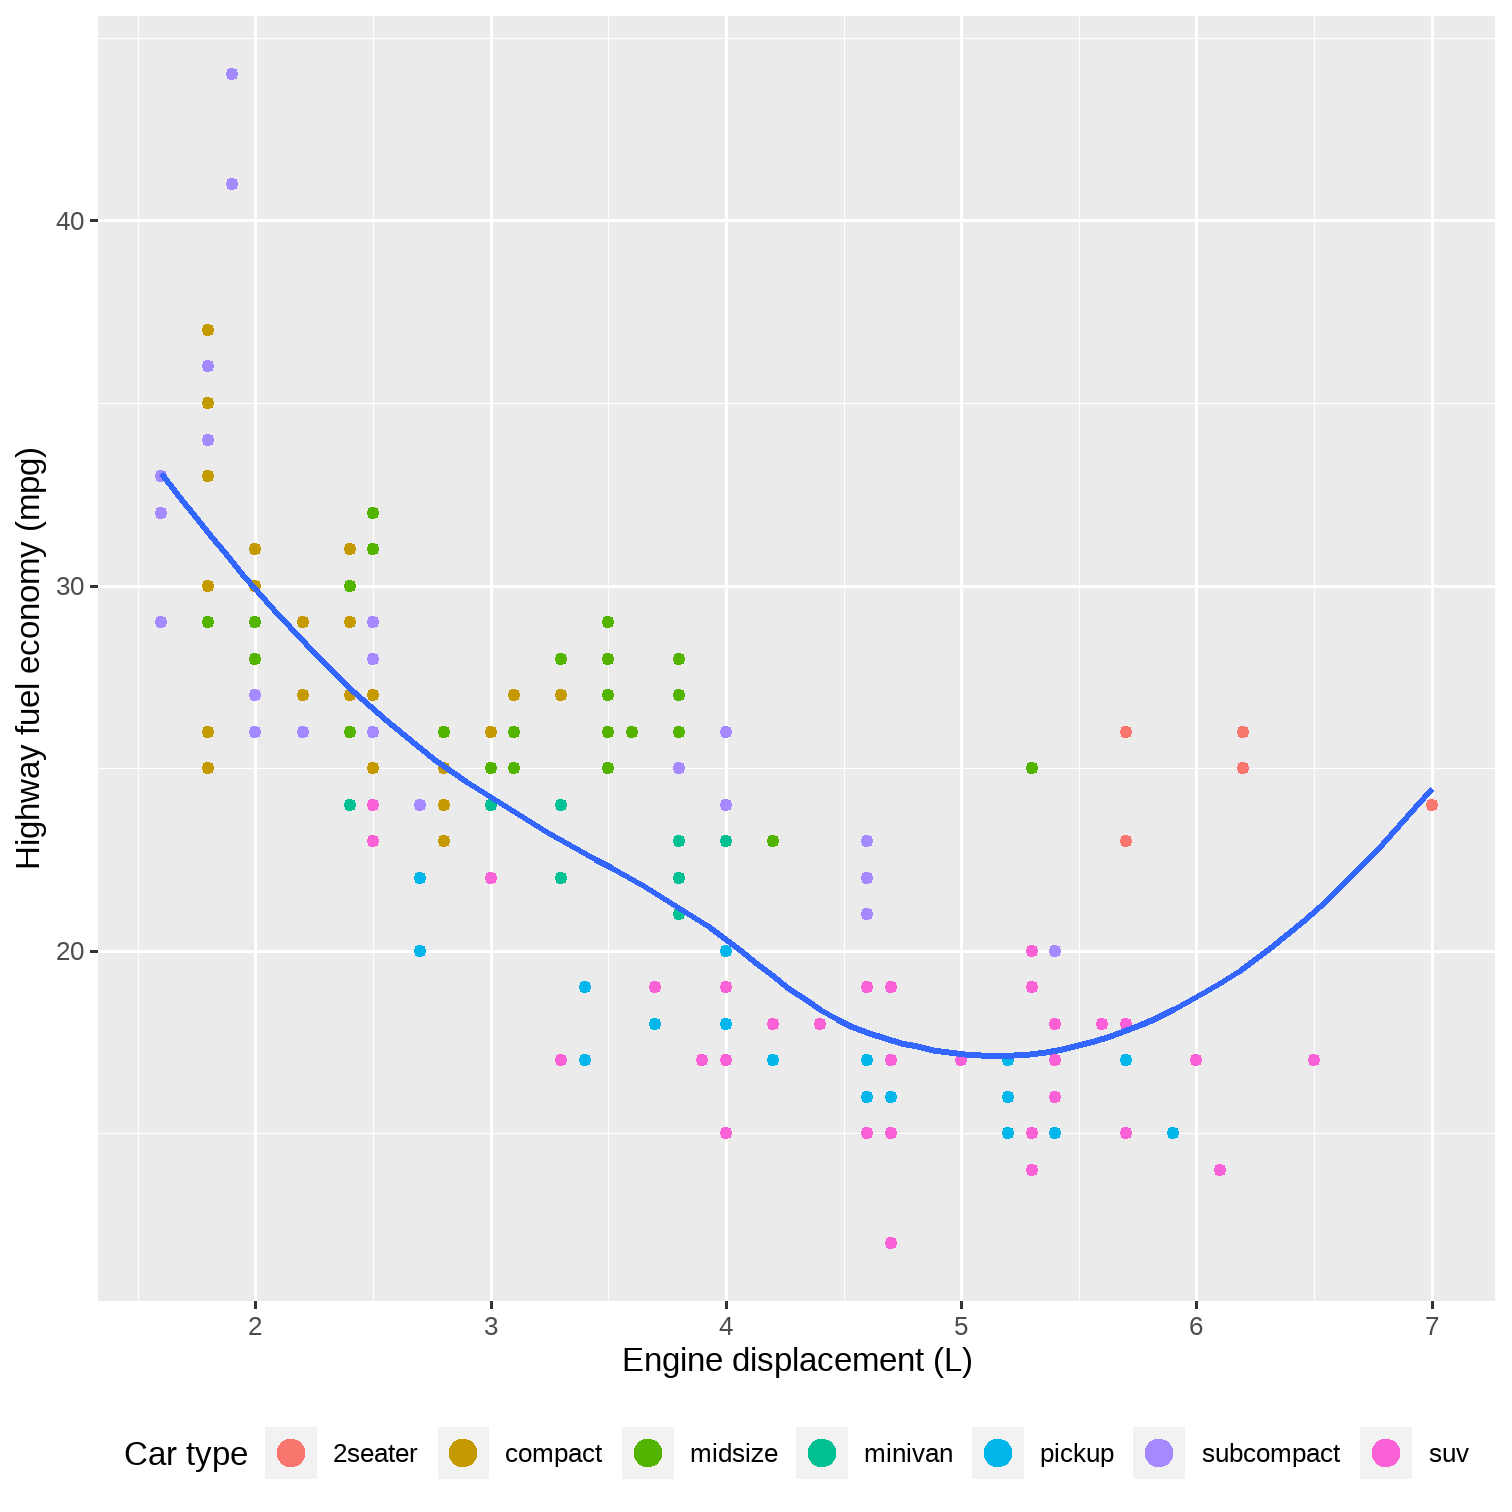 40
30
20
Highway fuel economy (mpg)
2 3 4 5 6 7
Engine displacement (L)
Car type 2seater compact midsize minivan pickup subcompact suv